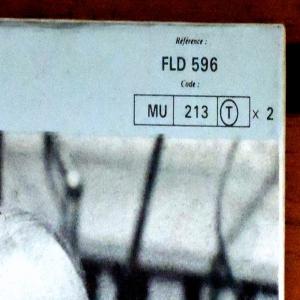 Référence :
FLD 596
Code :
MU 213 T x 2